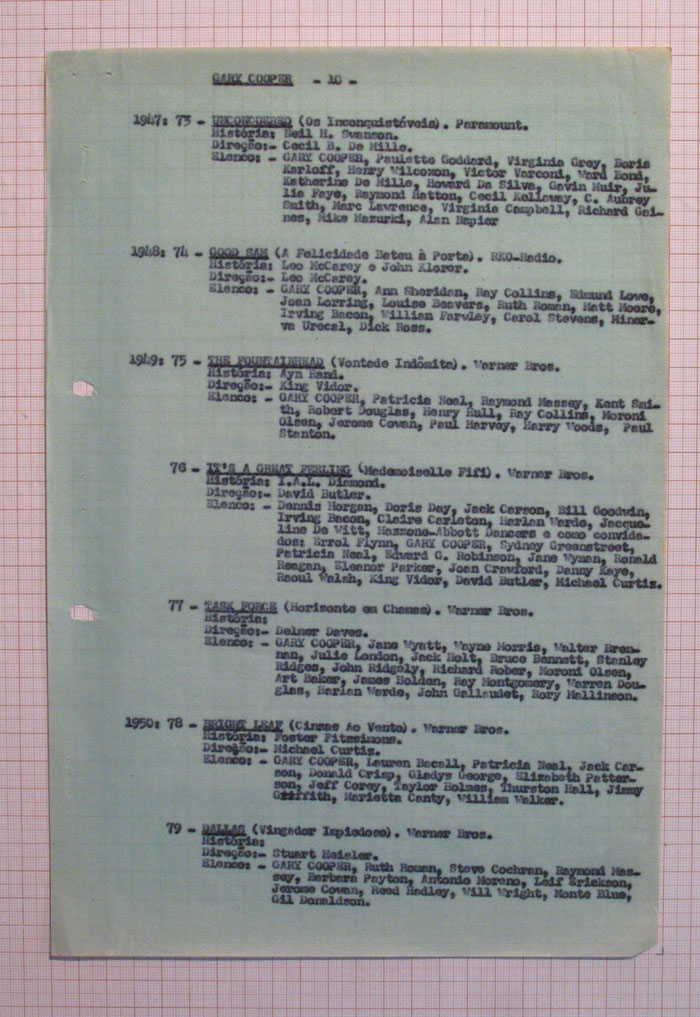 GARY COOPER - 10 -
1947: 73 - UNCONQUERED (Os Inconquistáveis). Paramount.
História: Neil H. Swanson.
Direção:- Cecil B. De Mille.
Elenco: - GARY COOPER, Paulette Goddard, Virginia Grey, Boris
Karloff, Henry Wilcoxon, Victor Varconi, Ward Bond,
Katherine De Mille, Howard Da Silva, Gavin Muir, Ju-
lia Faye, Raymond Hatton, Cecil Kellaway, C. Aubrey
Smith, Marc Lawrence, Virginia Campbell, Richard Gai-
nes, Mike Mazurki, Alan Napier
1948: 74 - GOOD SAM (A Felicidade Bateu à Porta). RKO-Radio.
História: Leo McCarey e John Klorer.
Direção:- Leo McCarey.
Elenco: - GARY COOPER, Ann Sheridan, Ray Collins, Edmund Lowe,
Joan Lorring, Louise Beavers, Ruth Roman, Matt Moore,
Irving Bacon, William Farwley, Carol Stevens, Miner-
va Urecal, Dick Ross.
1949: 75 - THE FOUNTAINHEAD (Vontade Indômita). Warner Bros.
História: Ayn Rand.
Direção:- King Vidor.
Elenco: - GARY COOPER, Patricia Neal, Raymond Massey, Kent Smi-
th, Robert Douglas, Henry Hull, Ray Collins, Moroni
Olsen, Jerome Cowan, Paul Harvey, Harry Woods, Paul
Stanton.
76 - IT'S A GREAT FEELING (Mademoiselle Fifi). Warner Bros.
História: I.A.L. Diamond.
Direção:- David Butler.
Elenco: - Dennis Morgan, Doris Day, Jack Carson, Bill Goodwin,
Irving Bacon, Claire Carleton, Harlan Warde, Jacque-
line De Witt, Mazzone-Abbott Dancers e como convida-
dos: Errol Flynn, GARY COOPER, Sydney Greenstreet,
Patricia Neal, Edward G. Robinson, Jane Wyman, Ronald
Reagan, Eleanor Parker, Joan Crawford, Danny Kaye,
Raoul Walsh, King Vidor, David Butler, Michael Curtiz.
77 - TASK FORCE (Horizonte em Chamas). Warner Bros.
História:
Direção:- Delmer Daves.
Elenco: - GARY COOPER, Jane Wyatt, Wayne Morris, Walter Bren-
nan, Julie London, Jack Holt, Bruce Bennett, Stanley
Ridges, John Ridgely, Richard Rober, Moroni Olsen,
Art Baker, James Holden, Ray Montgomery, Warren Dou-
glas, Harlan Warde, John Gallaudet, Rory Mallinson.
1950: 78 - BRIGHT LEAF (Cinzas Ao Vento). Warner Bros.
História: Foster Fitzsimons.
Direção:- Michael Curtiz.
Elenco: - GARY COOPER, Lauren Bacall, Patricia Neal, Jack Car-
son, Donald Crisp, Gladys George, Elizabeth Patter-
son, Jeff Corey, Taylor Holmes, Thurston Hall, Jimmy
Griffith, Marietta Canty, William Walker.
79 - DALLAS (Vingador Impiedoso). Warner Bros.
História:
Direção:- Stuart Heisler.
Elenco: - GARY COOPER, Ruth Roman, Steve Cochran, Raymond Mas-
sey, Barbara Payton, Antonio Moreno, Leif Erickson,
Jerome Cowan, Reed Hadley, Will Wright, Monte Blue,
Gil Donaldson.